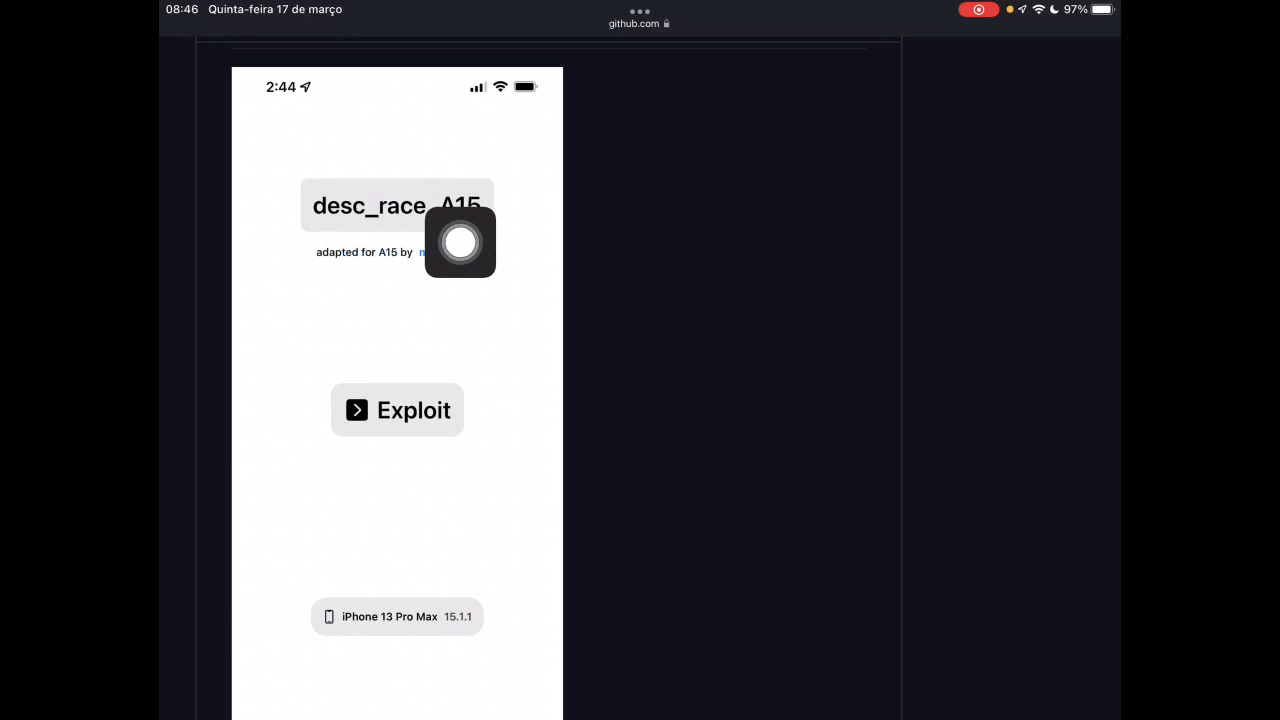 08:46 Quinta-feira 17 de março
97%
github.com
2:44
desc_race_A15
adapted for A15 by
Exploit
iPhone 13 Pro Max 15.1.1